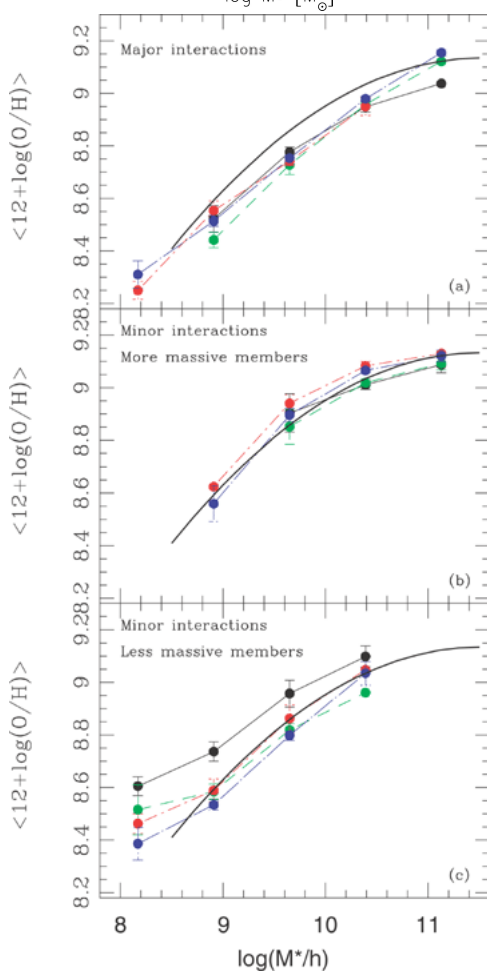 Major interactions
<12+log(O/H)>
9.2
9
8.8
8.6
8.4
8.2
(a)
Minor interactions
More massive members
<12+log(O/H)>
9.2
9
8.8
8.6
8.4
8.2
(b)
Minor interactions
Less massive members
<12+log(O/H)>
9.2
9
8.8
8.6
8.4
8.2
(c)
8 9 10 11
log(M*/h)